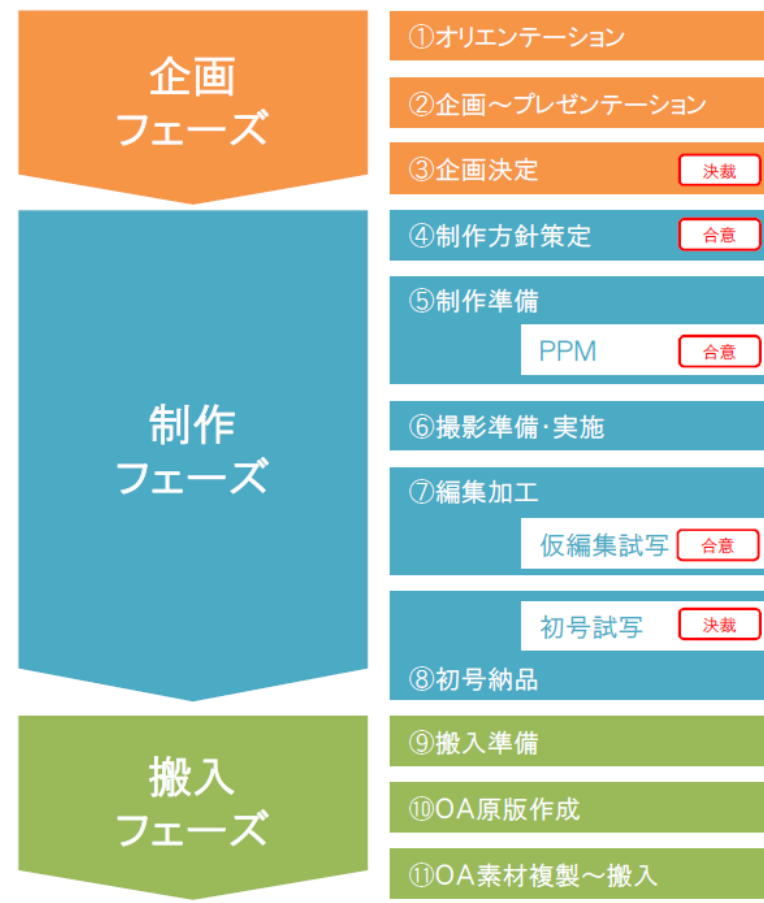 企画
フェーズ
①オリエンテーション
②企画～プレゼンテーション
③企画決定 決裁
制作
フェーズ
④制作方針策定 合意
⑤制作準備
PPM 合意
⑥撮影準備・実施
⑦編集加工
仮編集試写 合意
初号試写 決裁
⑧初号納品
搬入
フェーズ
⑨搬入準備
⑩OA原版作成
⑪OA素材複製～搬入